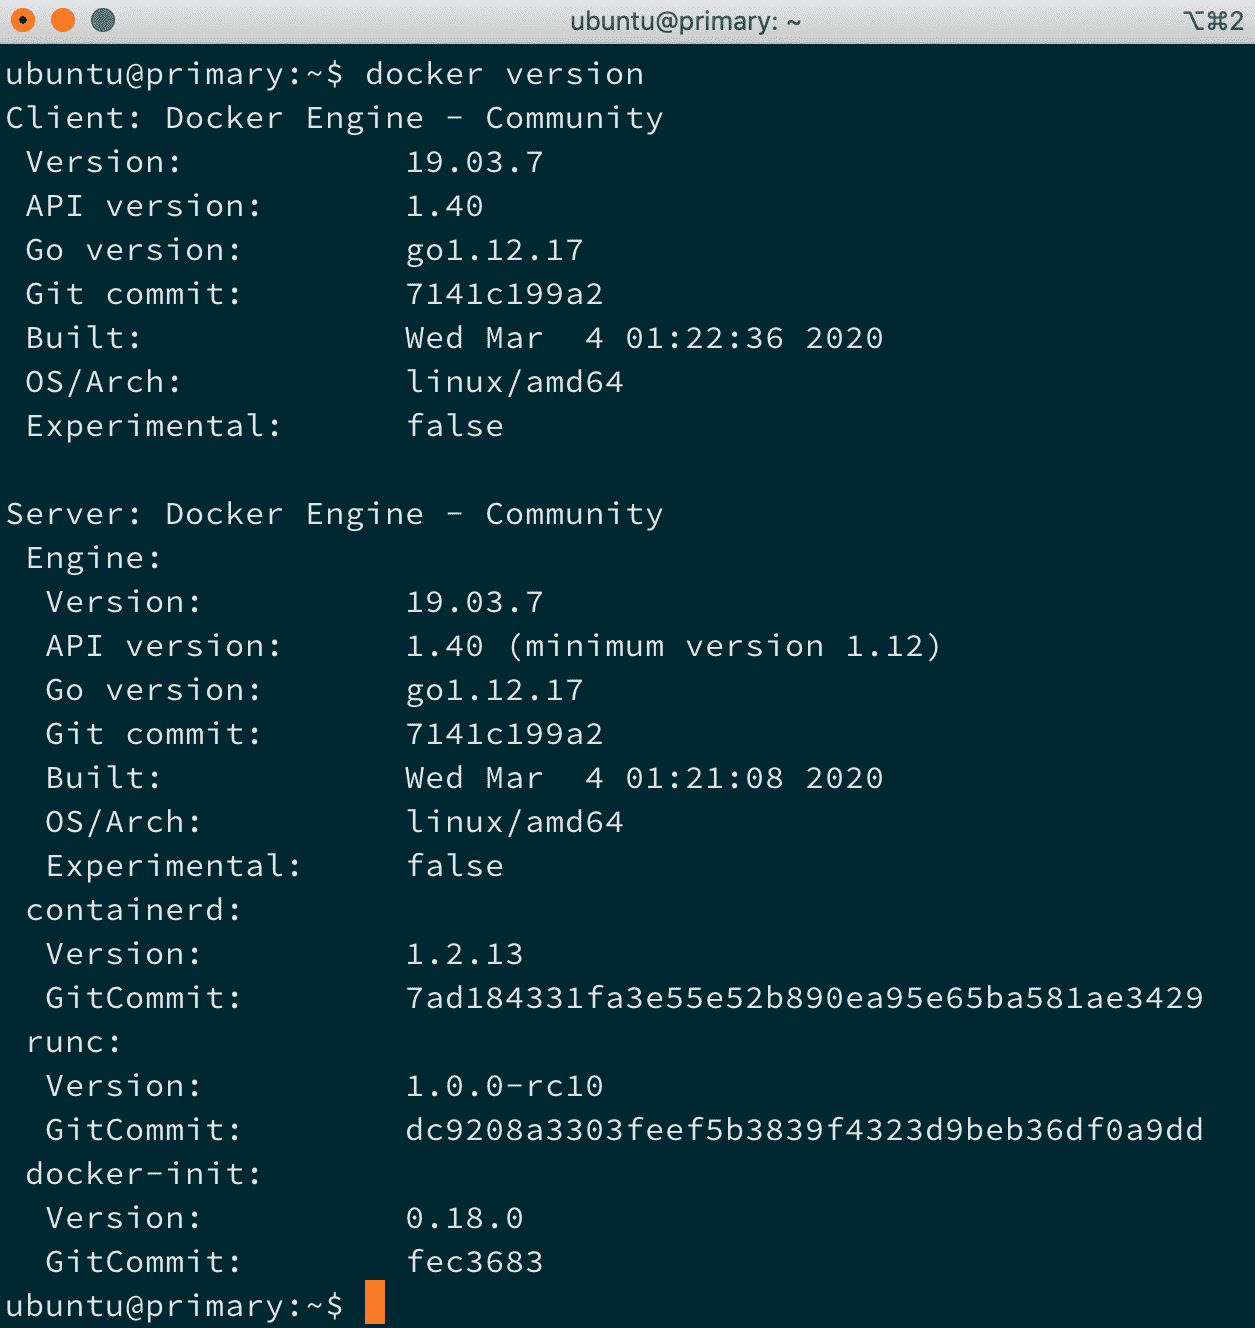 ubuntu@primary: ~
⌥⌘2
ubuntu@primary:~$ docker version
Client: Docker Engine - Community
 Version:           19.03.7
 API version:       1.40
 Go version:        go1.12.17
 Git commit:        7141c199a2
 Built:             Wed Mar  4 01:22:36 2020
 OS/Arch:           linux/amd64
 Experimental:      false

Server: Docker Engine - Community
 Engine:
  Version:          19.03.7
  API version:      1.40 (minimum version 1.12)
  Go version:       go1.12.17
  Git commit:       7141c199a2
  Built:            Wed Mar  4 01:21:08 2020
  OS/Arch:          linux/amd64
  Experimental:     false
 containerd:
  Version:          1.2.13
  GitCommit:        7ad184331fa3e55e52b890ea95e65ba581ae3429
 runc:
  Version:          1.0.0-rc10
  GitCommit:        dc9208a3303feef5b3839f4323d9beb36df0a9dd
 docker-init:
  Version:          0.18.0
  GitCommit:        fec3683
ubuntu@primary:~$